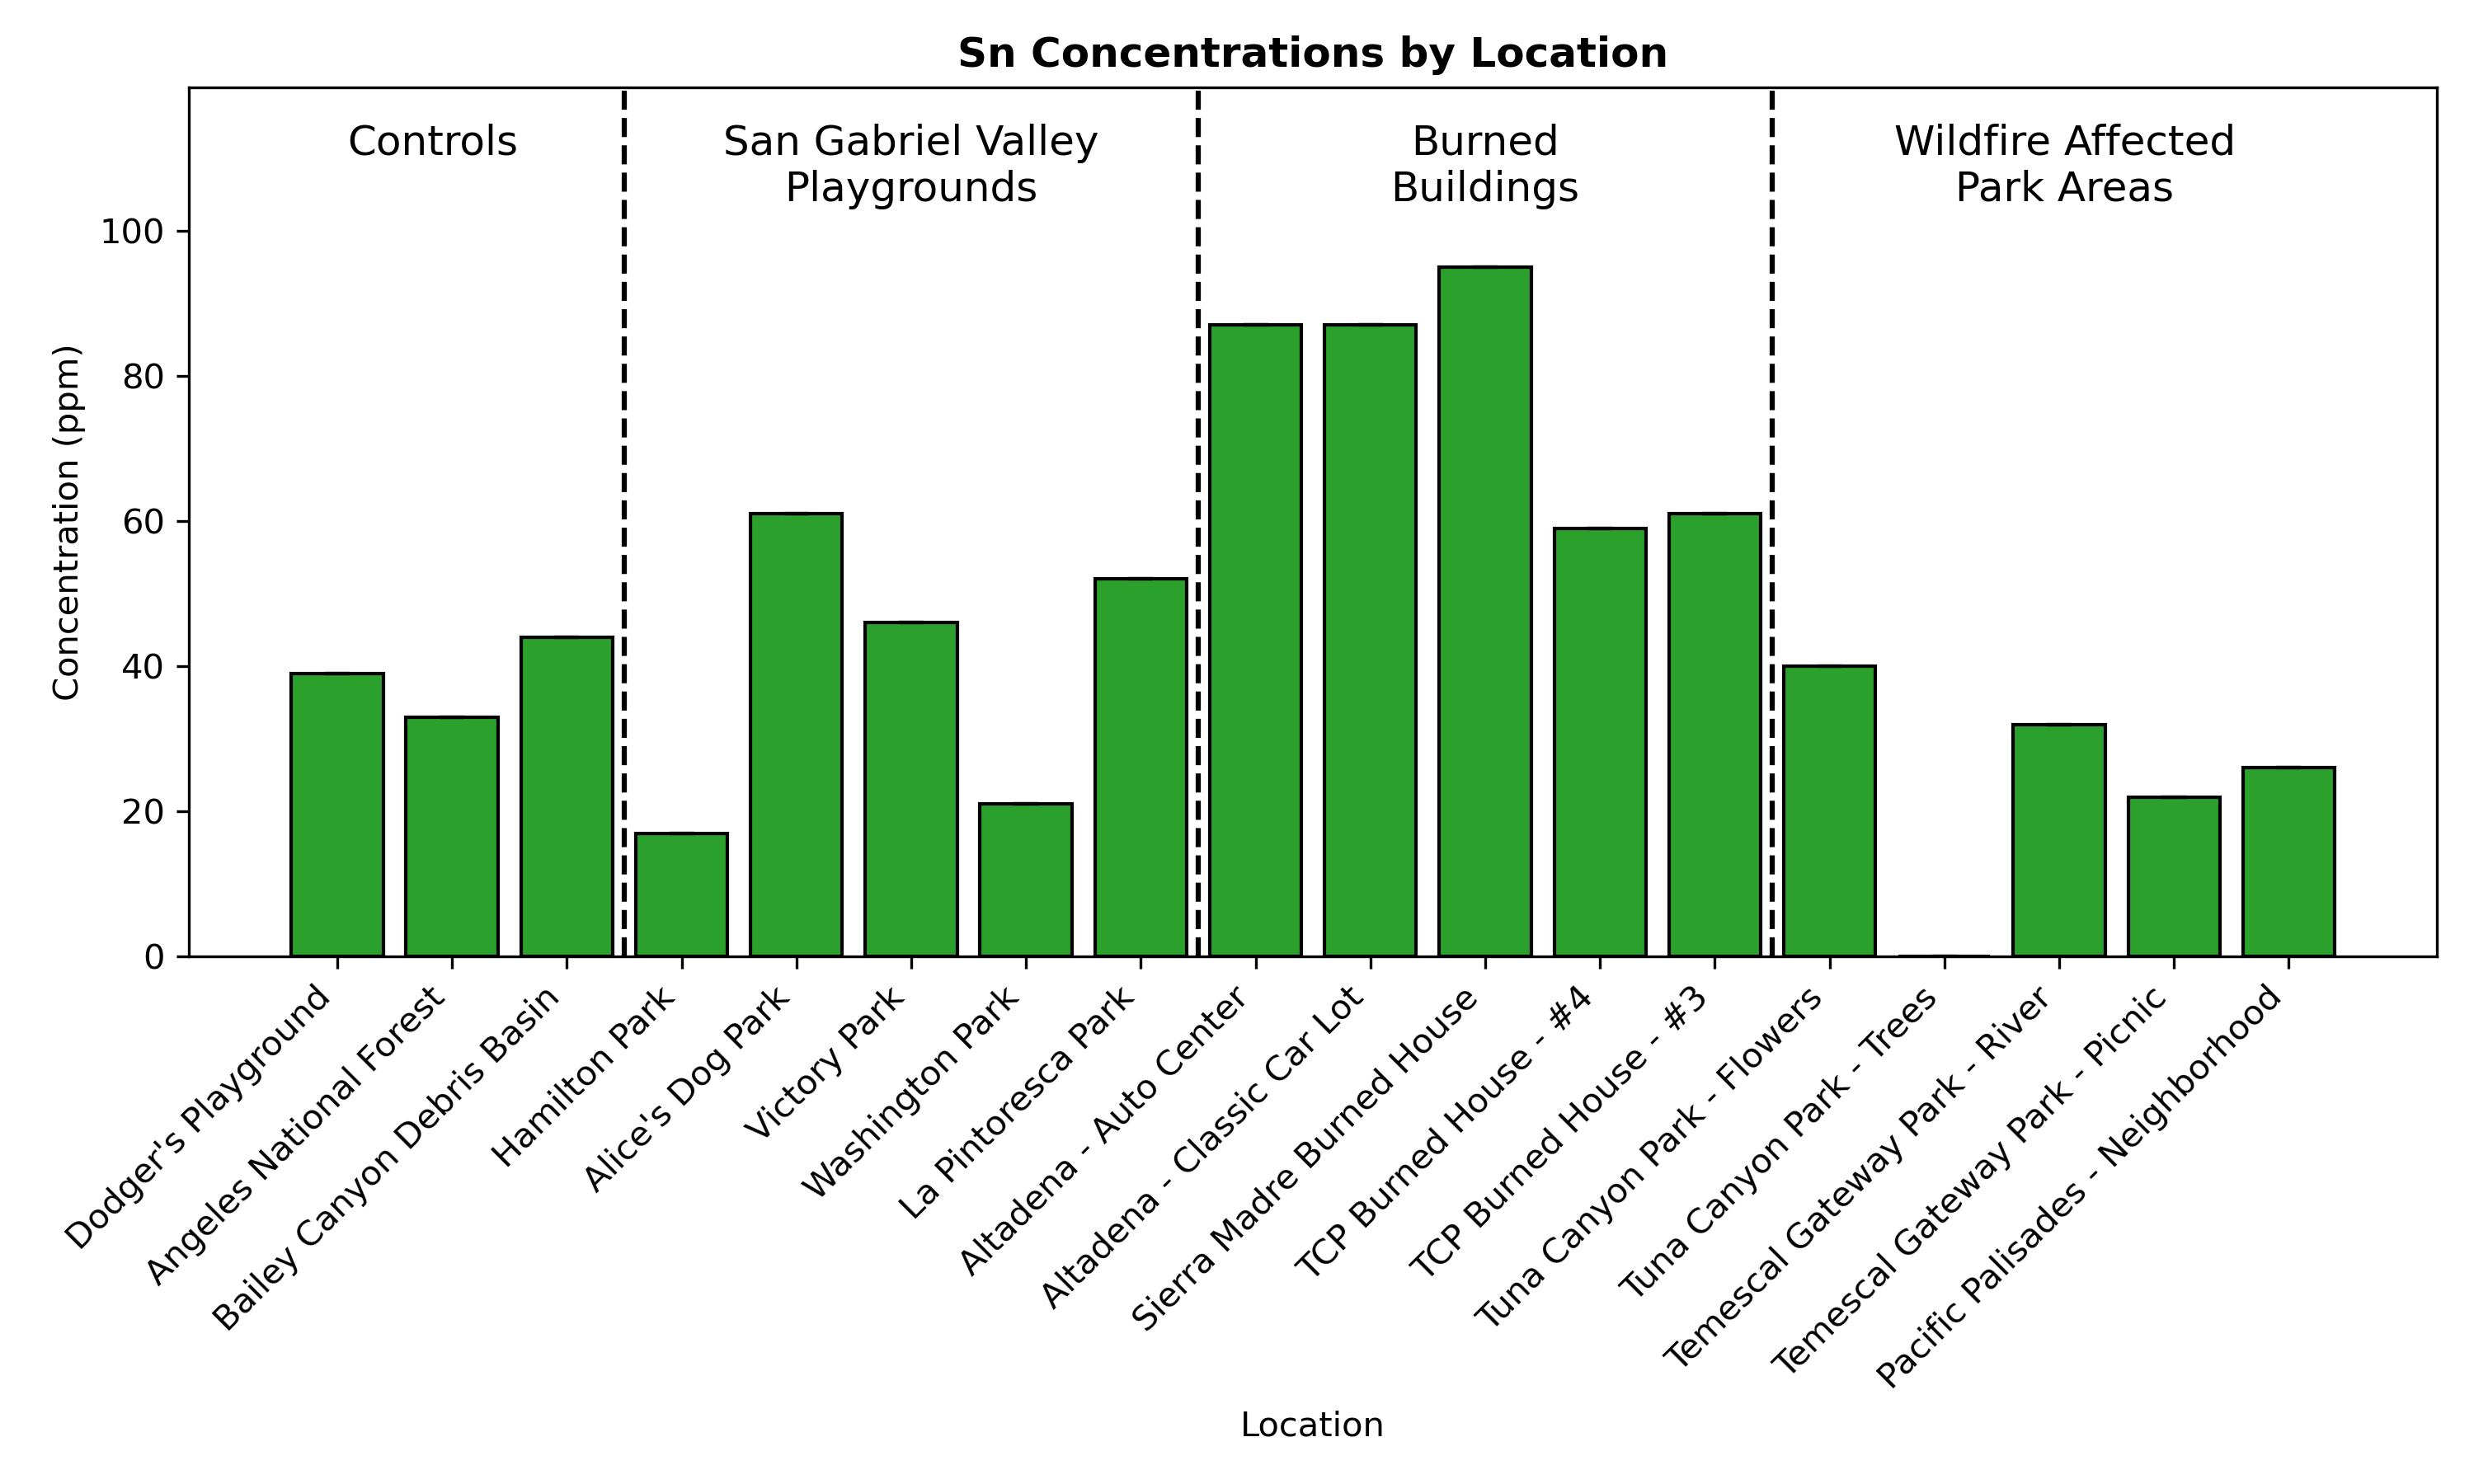 Sn Concentrations by Location
Controls
San Gabriel Valley
Playgrounds
Burned
Buildings
Wildfire Affected
Park Areas
Concentration (ppm)
100
80
60
40
20
0
Dodger's Playground
Angeles National Forest
Bailey Canyon Debris Basin
Hamilton Park
Alice's Dog Park
Victory Park
Washington Park
La Pintoresca Park
Altadena - Auto Center
Altadena - Classic Car Lot
Sierra Madre Burned House
TCP Burned House - #4
TCP Burned House - #3
Tuna Canyon Park - Flowers
Tuna Canyon Park - Trees
Temescal Gateway Park - River
Temescal Gateway Park - Picnic
Pacific Palisades - Neighborhood
Location